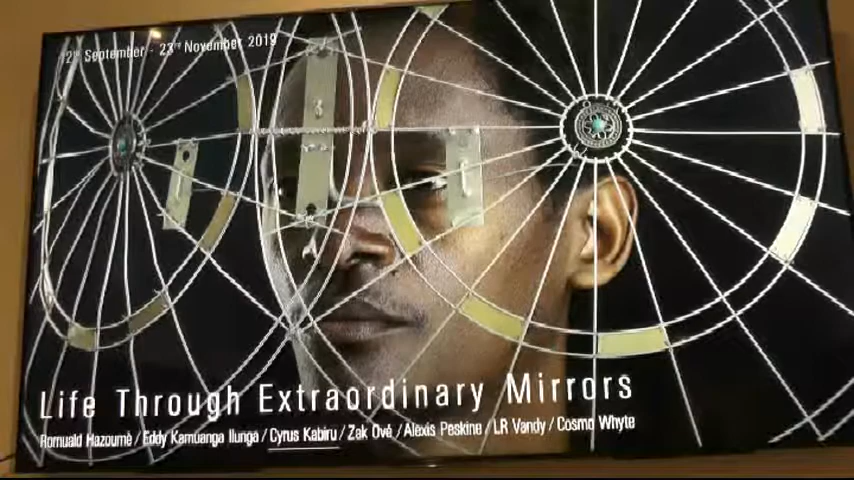 12th September - 23rd November 2019
Life Through Extraordinary Mirrors
Romuald Hazoumè / Eddy Kamuanga Ilunga / Cyrus Kabiru / Zak Ové / Alexis Peskine / LR Vandy / Cosmo Whyte